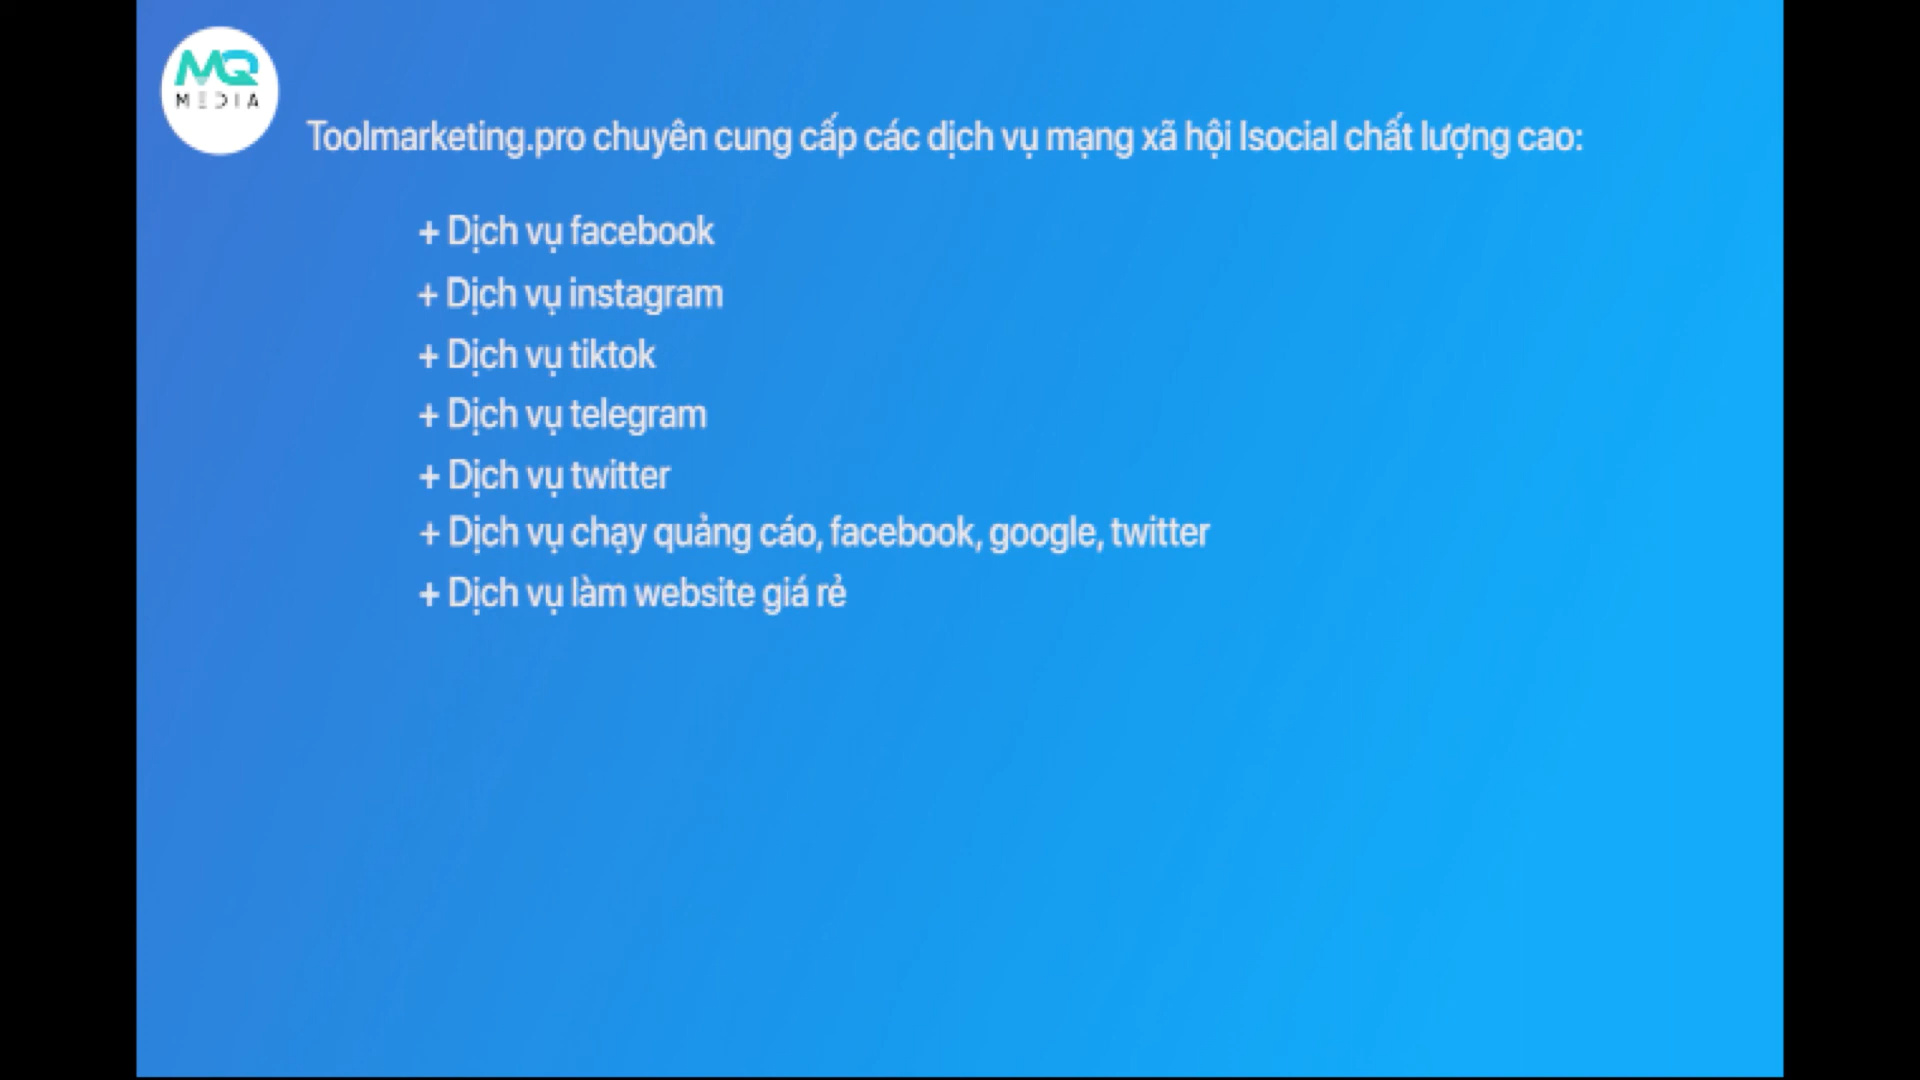 MQ
MEDIA
Toolmarketing.pro chuyên cung cấp các dịch vụ mạng xã hội Isocial chất lượng cao:
+ Dịch vụ facebook
+ Dịch vụ instagram
+ Dịch vụ tiktok
+ Dịch vụ telegram
+ Dịch vụ twitter
+ Dịch vụ chạy quảng cáo, facebook, google, twitter
+ Dịch vụ làm website giá rẻ